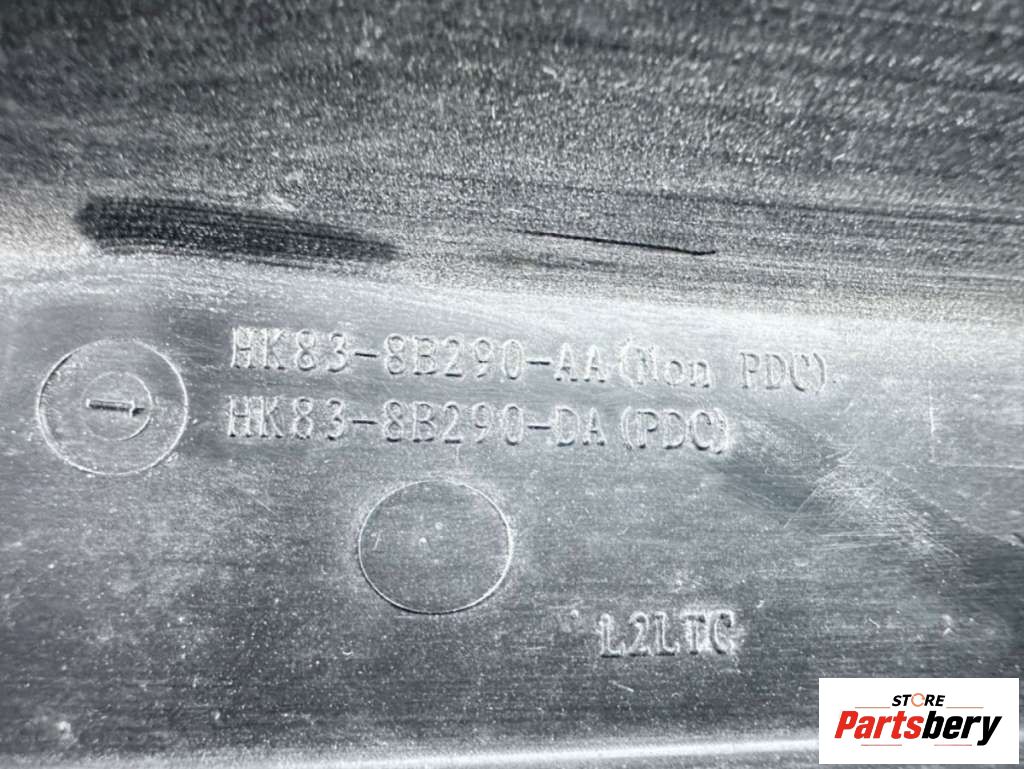 HK83-8B290-AA(Non PDC)
HK83-8B290-DA(PDC)
L2LTC
STORE
Partsbery